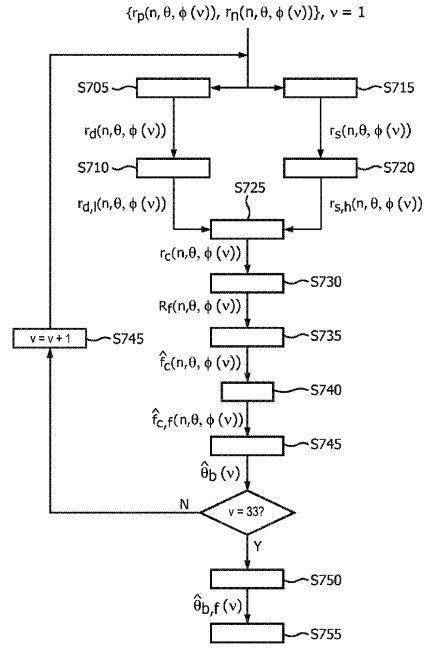 {rp(n, θ, ϕ (ν)), rn(n, θ, ϕ (ν))}, ν = 1
S705
S715
rd(n, θ, ϕ (ν))
rs(n, θ, ϕ (ν))
S710
S720
rd,l(n, θ, ϕ (ν))
S725
rs,h(n, θ, ϕ (ν))
rc(n, θ, ϕ (ν))
S730
Rf(n, θ, ϕ (ν))
v = v + 1
S745
S735
f̂c(n, θ, ϕ (ν))
S740
f̂c,f(n, θ, ϕ (ν))
S745
θ̂b (ν)
N
v = 33?
Y
S750
θ̂b,f(ν)
S755